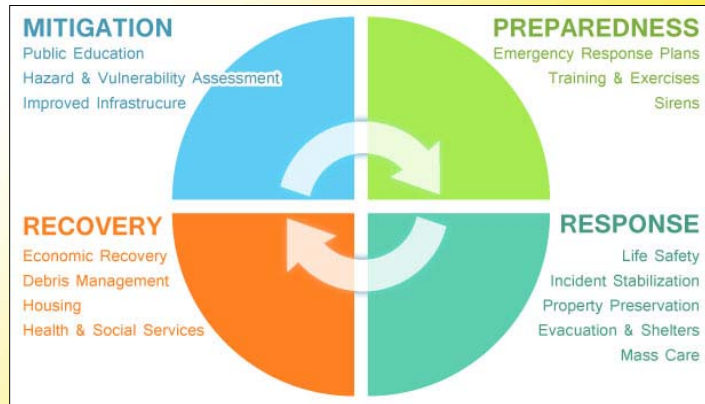 MITIGATION
Public Education
Hazard & Vulnerability Assessment
Improved Infrastrucure
PREPAREDNESS
Emergency Response Plans
Training & Exercises
Sirens
RECOVERY
Economic Recovery
Debris Management
Housing
Health & Social Services
RESPONSE
Life Safety
Incident Stabilization
Property Preservation
Evacuation & Shelters
Mass Care